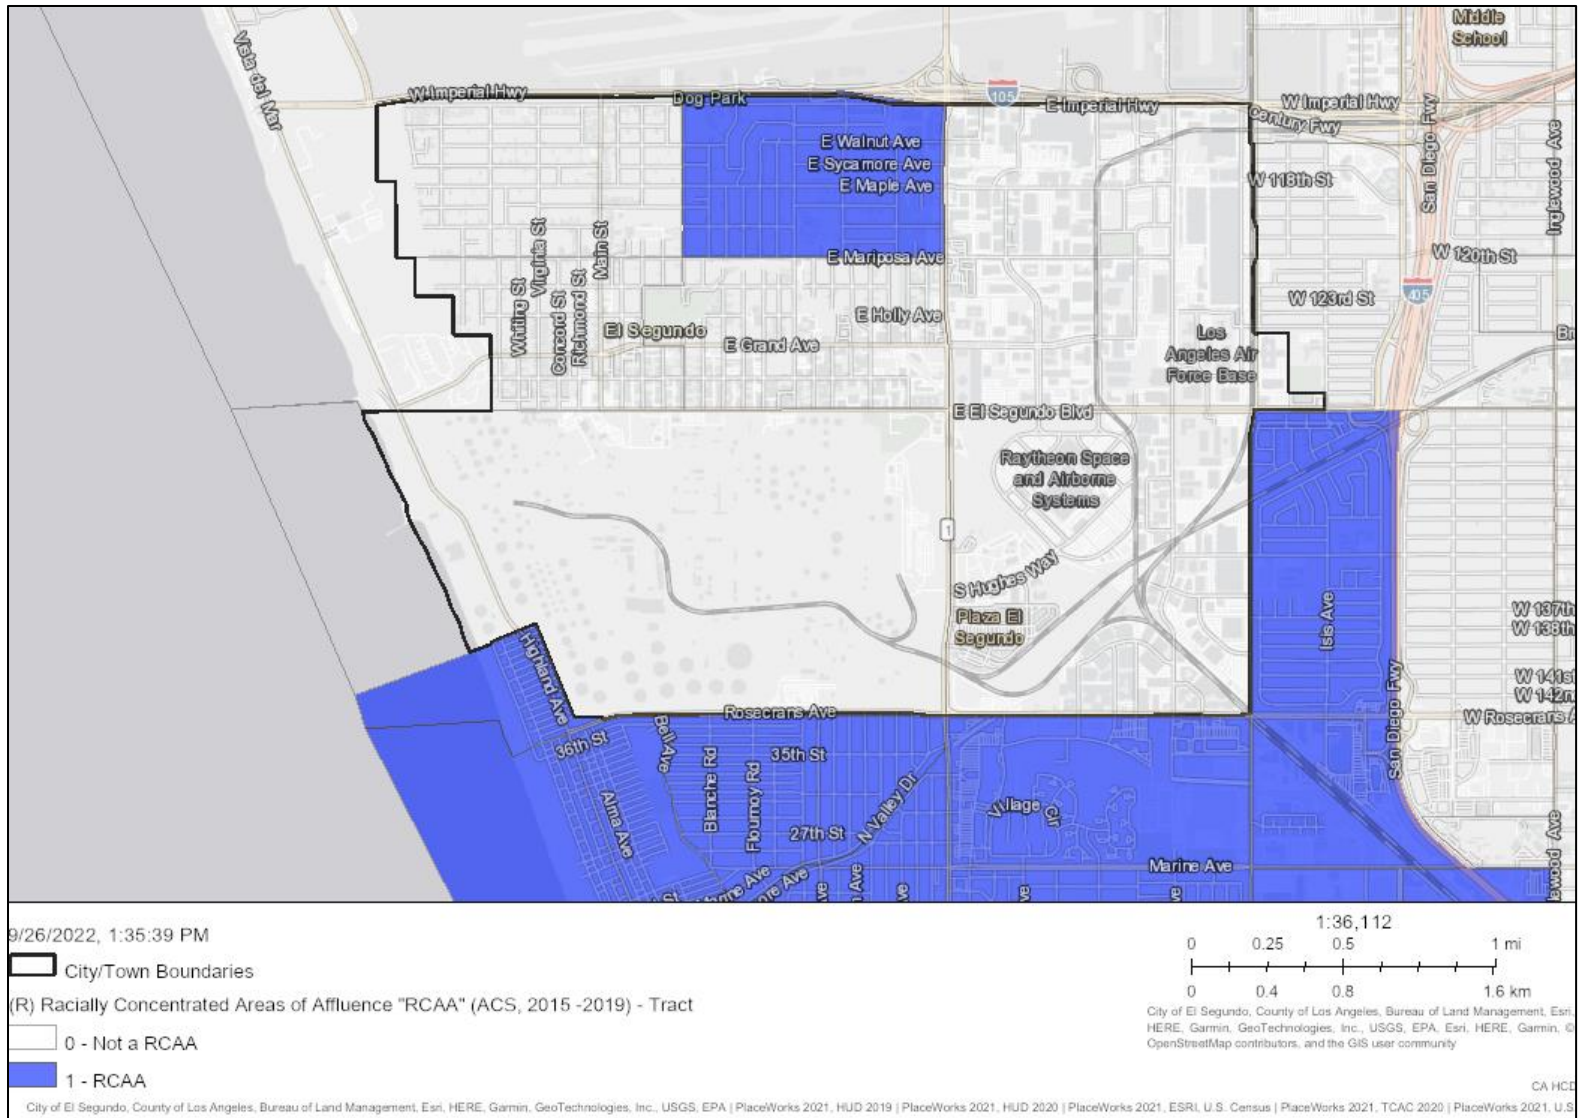 Middle
School
Vista del Mar
W Imperial Hwy
Dog Park
105
E Imperial Hwy
W Imperial Hwy
Century Fwy
San Diego Fwy
Inglewood Ave
E Walnut Ave
E Sycamore Ave
E Maple Ave
W 118th St
Whiting St
Virginia St
Concord St
Richmond St
Main St
E Mariposa Ave
W 120th St
405
W 123rd St
E Holly Ave
El Segundo
E Grand Ave
Los
Angeles Air
Force Base
E El Segundo Blvd
Raytheon Space
and Airborne
Systems
1
S Hughes Way
Plaza El
Segundo
Isis Ave
W 137th
W 138th
Highland Ave
W 141st
W 142n
San Diego Fwy
Rosecrans Ave
W Rosecrans A
36th St
Bell Ave
Blanche Rd
Flournoy Rd
35th St
27th St
N Valley Dr
Village Cir
Alma Ave
Marine Ave
lewood Ave
9/26/2022, 1:35:39 PM
City/Town Boundaries
(R) Racially Concentrated Areas of Affluence "RCAA" (ACS, 2015 -2019) - Tract
0 - Not a RCAA
1 - RCAA
1:36,112
0 0.25 0.5 1 mi
0 0.4 0.8 1.6 km
City of El Segundo, County of Los Angeles, Bureau of Land Management, Esri,
HERE, Garmin, GeoTechnologies, Inc., USGS, EPA, Esri, HERE, Garmin, ©
OpenStreetMap contributors, and the GIS user community
CA HCD
City of El Segundo, County of Los Angeles, Bureau of Land Management, Esri, HERE, Garmin, GeoTechnologies, Inc., USGS, EPA | PlaceWorks 2021, HUD 2019 | PlaceWorks 2021, HUD 2020 | PlaceWorks 2021, ESRI, U.S. Census | PlaceWorks 2021, TCAC 2020 | PlaceWorks 2021, U.S